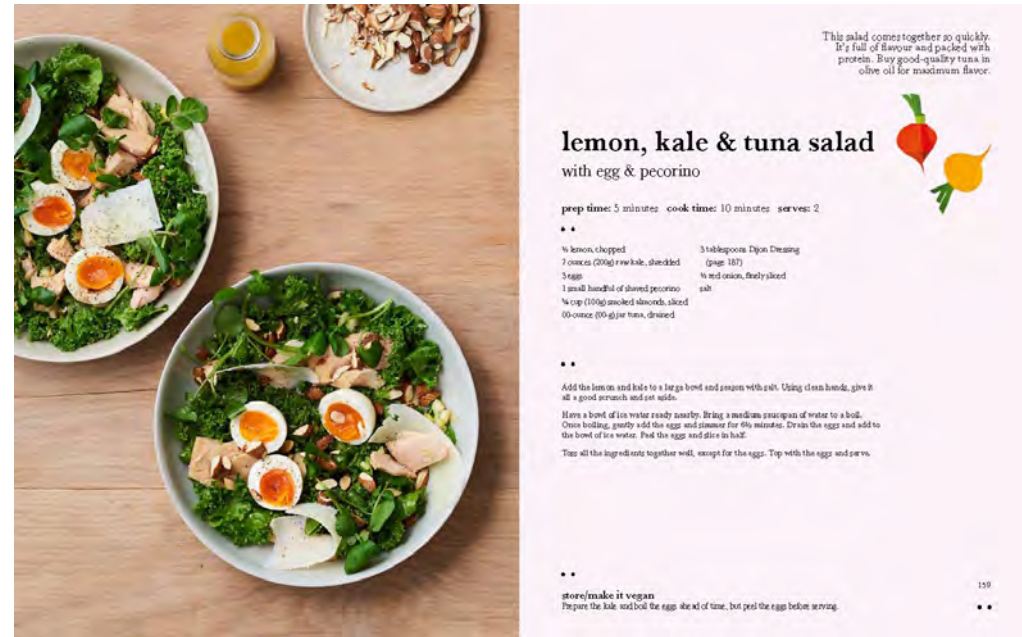 This salad comes together so quickly.
It's full of flavour and packed with
protein. Buy good-quality tuna in
olive oil for maximum flavor.
lemon, kale & tuna salad
with egg & pecorino
prep time: 5 minutes cook time: 10 minutes serves: 2
lemon, chopped
7 ounces (200g) raw kale, shredded
3 eggs
1 small handful of shaved pecorino
¾ cup (100g) smoked almonds, sliced
00-ounce (00-g) jar tuna, drained
3 tablespoons Dijon Dressing
(page 187)
red onion, finely sliced
salt
Add the lemon and kale to a large bowl and season with salt. Using clean hands, give it
all a good scrunch and set aside.
Have a bowl of ice water ready nearby. Bring a medium saucepan of water to a boil.
Once boiling, gently add the eggs and simmer for 6½ minutes. Drain the eggs and add to
the bowl of ice water. Peel the eggs and slice in half.
Toss all the ingredients together well, except for the eggs. Top with the eggs and serve.
store/make it vegan
Prepare the kale and boil the eggs ahead of time, but peel the eggs before serving.
159